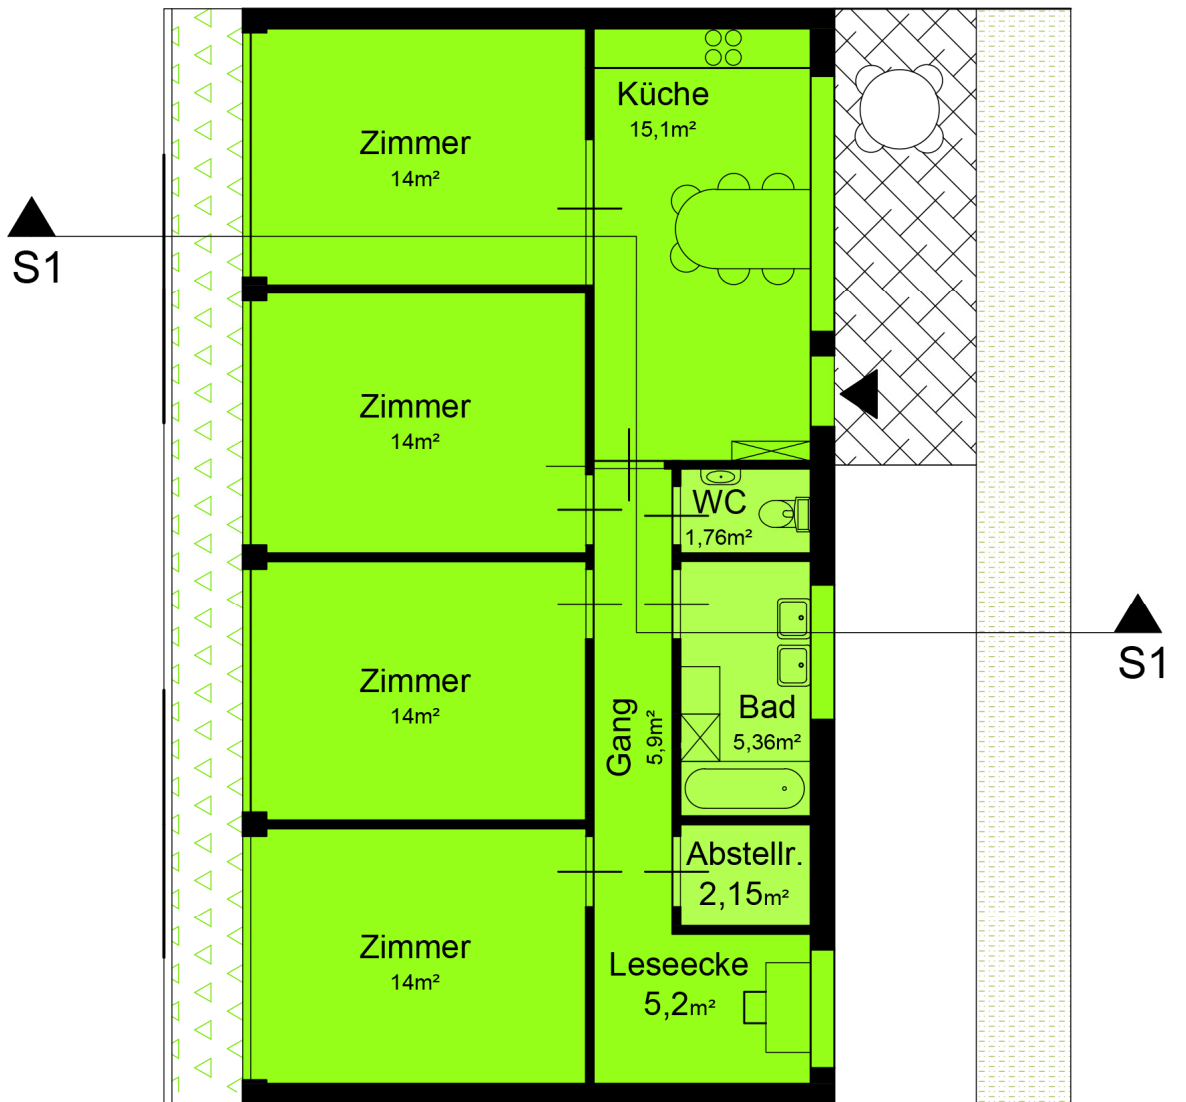 Küche
15,1m²
Zimmer
14m²
S1
Zimmer
14m²
WC
1,76m²
S1
Zimmer
14m²
Gang
5,9m²
Bad
5,36m²
Abstellr.
2,15m²
Zimmer
14m²
Leseecke
5,2m²